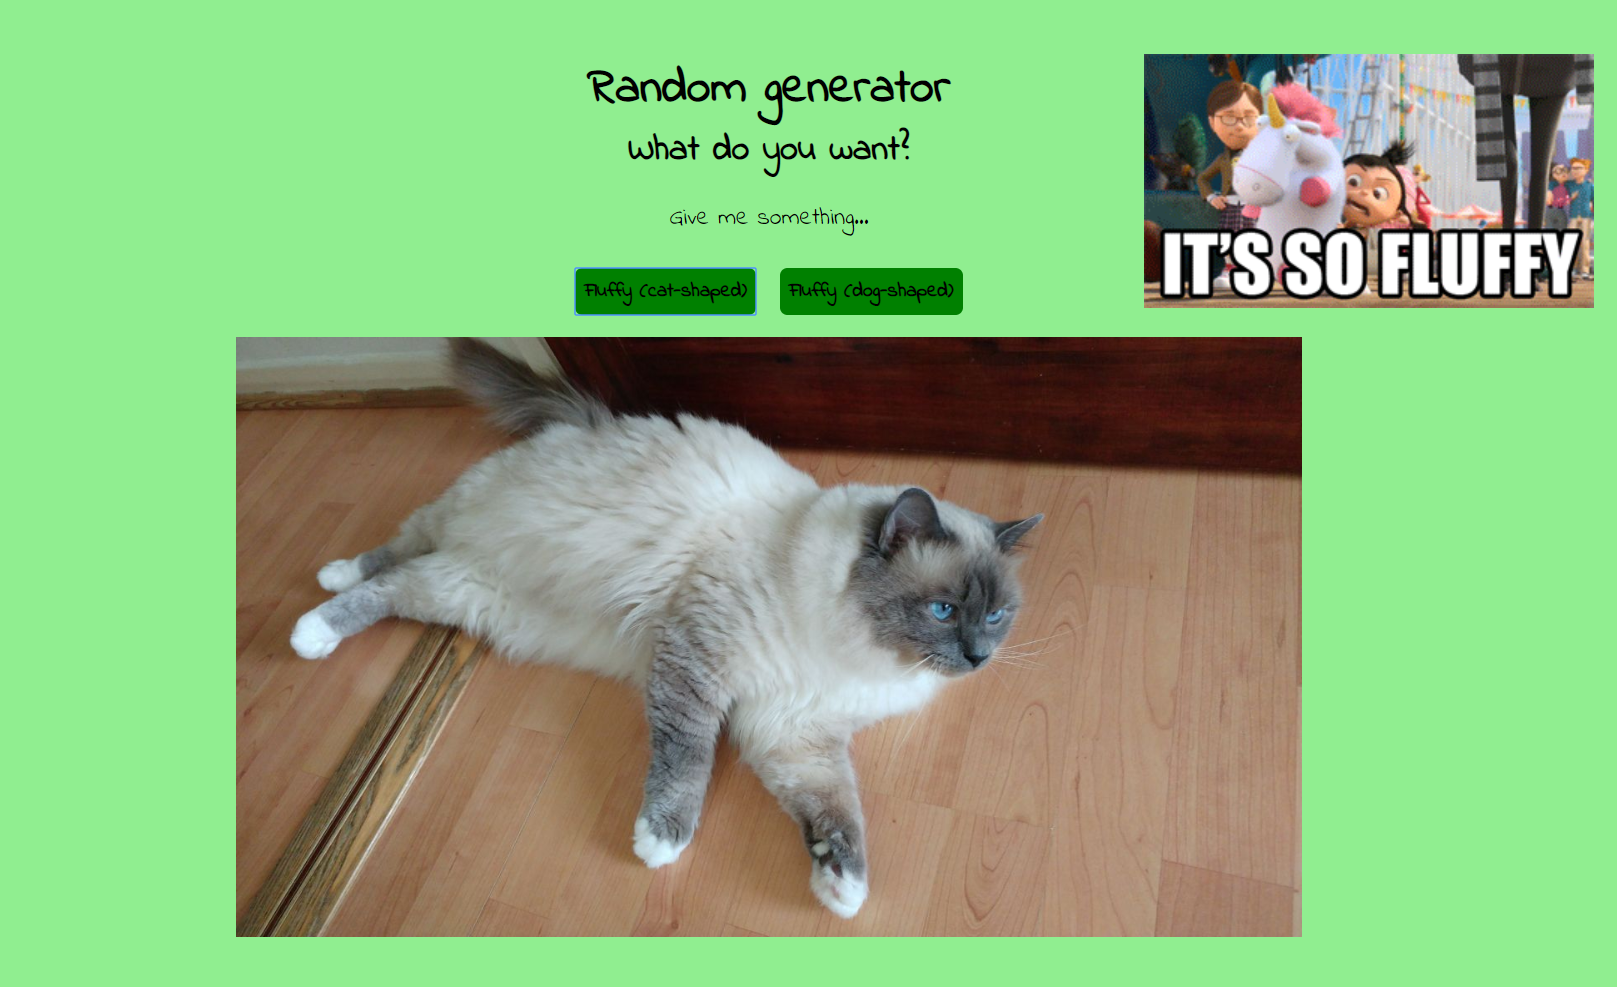 Random generator
What do you want?
Give me something...
Fluffy (cat-shaped)
Fluffy (dog-shaped)
IT'S SO FLUFFY